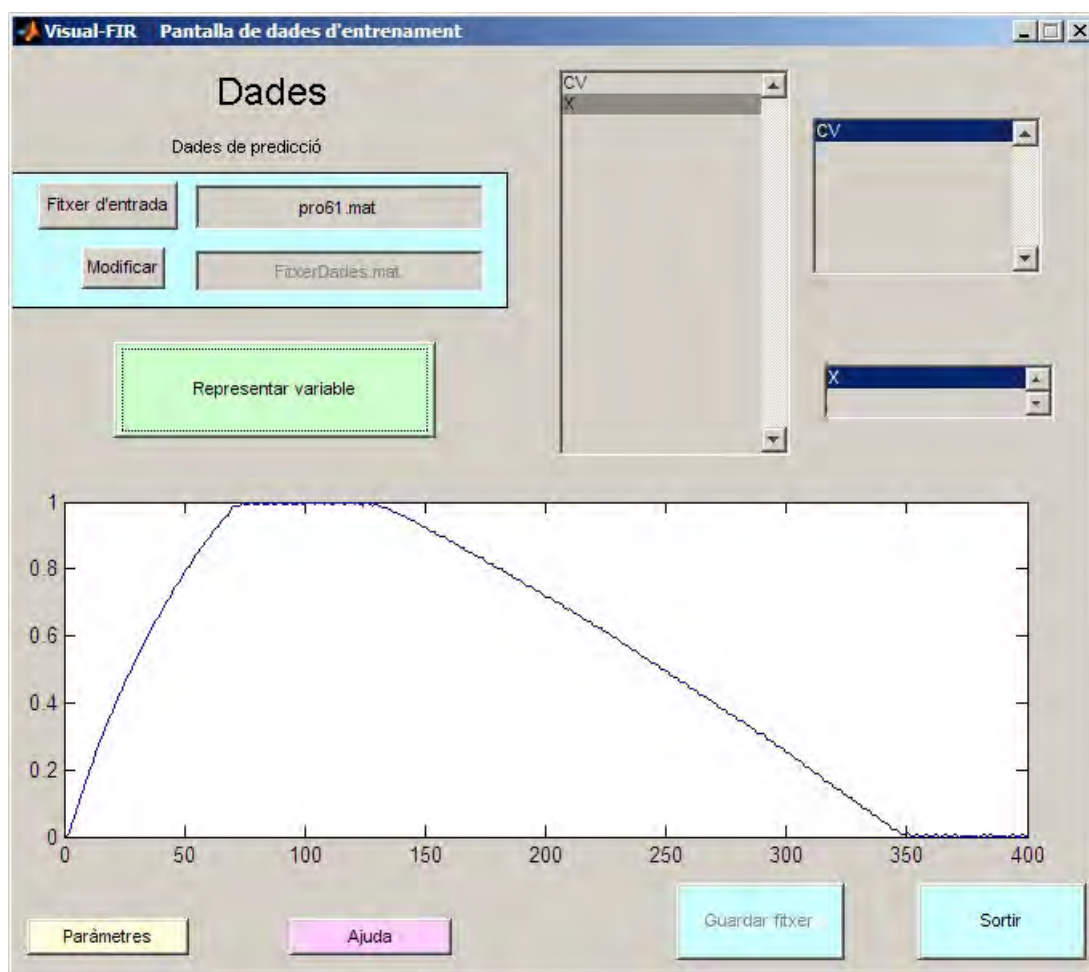 Visual-FIR Pantalla de dades d'entrenament
Dades
Dades de predicció
Fitxer d'entrada
pro61.mat
Modificar
FitxerDades.mat
Representar variable
CV
X
CV
X
1
0.8
0.6
0.4
0.2
0
0 50 100 150 200 250 300 350 400
Paràmetres
Ajuda
Guardar fitxer
Sortir